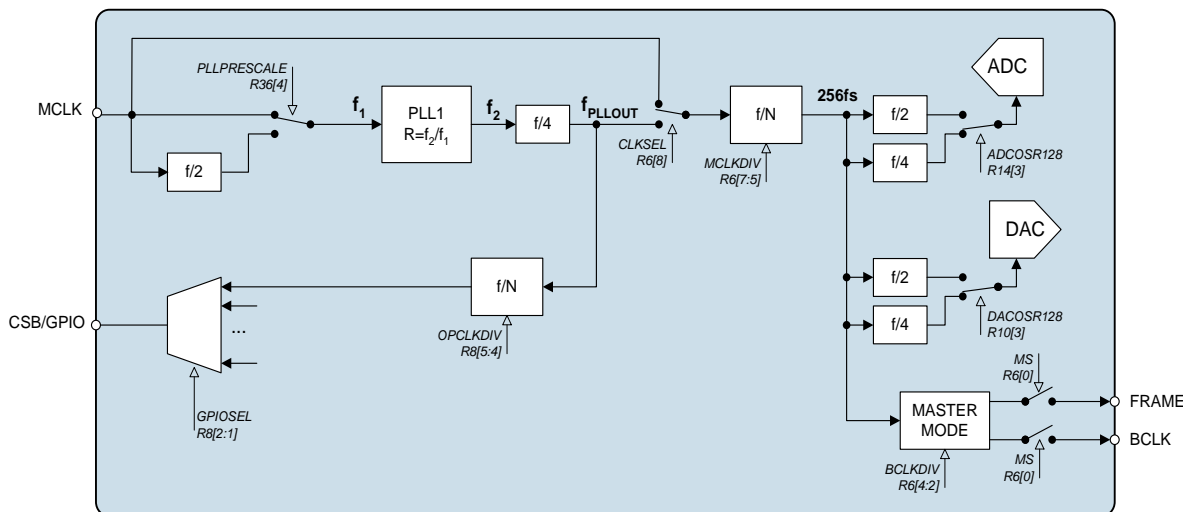 PLLPRESCALE
R36[4]
MCLK
f/2
f1
PLL1
R=f2/f1
f2
f/4
fPLLOUT
CLKSEL
R6[8]
f/N
MCLKDIV
R6[7:5]
256fs
f/2
f/4
ADC
ADCOSR128
R14[3]
DAC
f/2
f/4
DACOSR128
R10[3]
f/N
OPCLKDIV
R8[5:4]
CSB/GPIO
...
GPIOSEL
R8[2:1]
MASTER
MODE
BCLKDIV
R6[4:2]
MS
R6[0]
FRAME
BCLK
MS
R6[0]